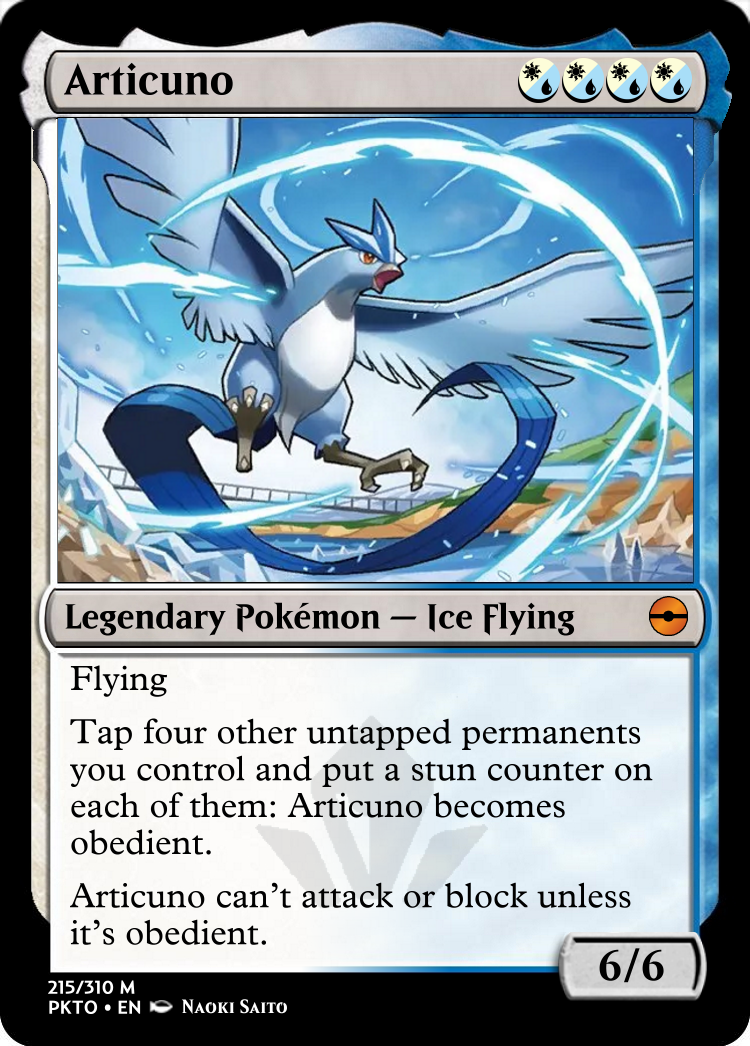 Articuno
Legendary Pokémon — Ice Flying
Flying
Tap four other untapped permanents
you control and put a stun counter on
each of them: Articuno becomes
obedient.
Articuno can't attack or block unless
it's obedient.
6/6
215/310 M
PKTO • EN Naoki Saito